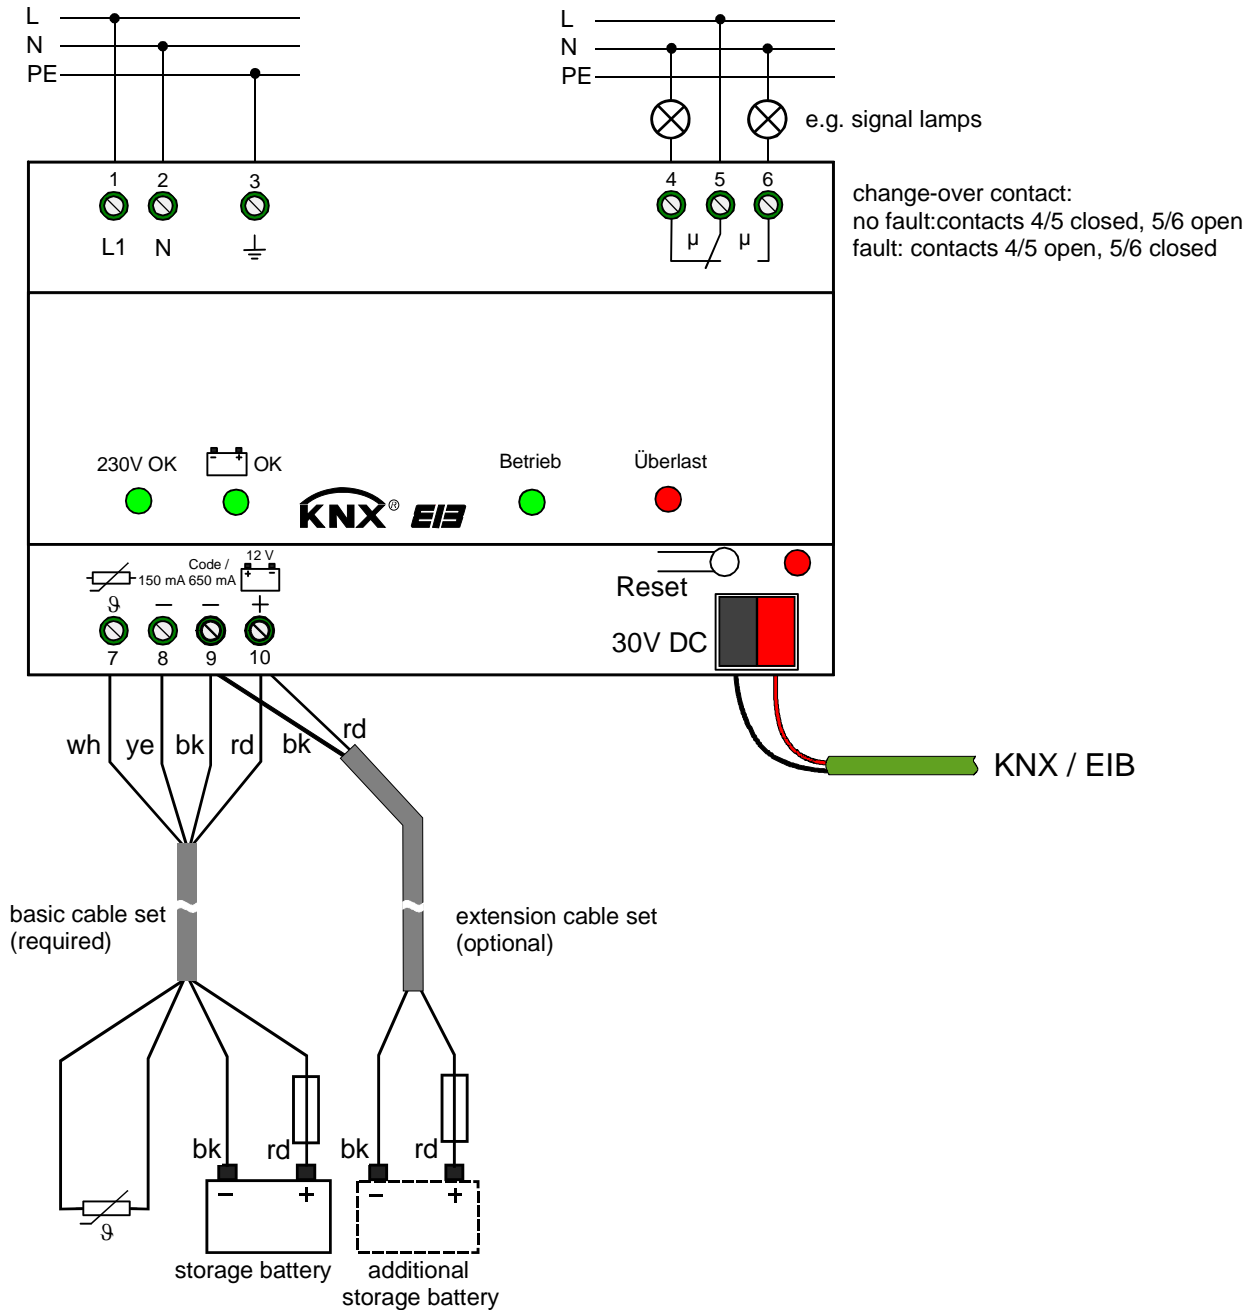 L
N
PE
L
N
PE
e.g. signal lamps
1 2 3 4 5 6
L1 N
µ µ
change-over contact:
no fault:contacts 4/5 closed, 5/6 open
fault: contacts 4/5 open, 5/6 closed
230V OK
- +
OK
Betrieb
Überlast
KNX® EIB
12 V
Code /
150 mA 650 mA
+ -
ϑ − − +
7 8 9 10
Reset
30V DC
wh ye bk rd bk rd
KNX / EIB
basic cable set
(required)
extension cable set
(optional)
bk rd bk rd
− + − +
ϑ
storage battery
additional
storage battery